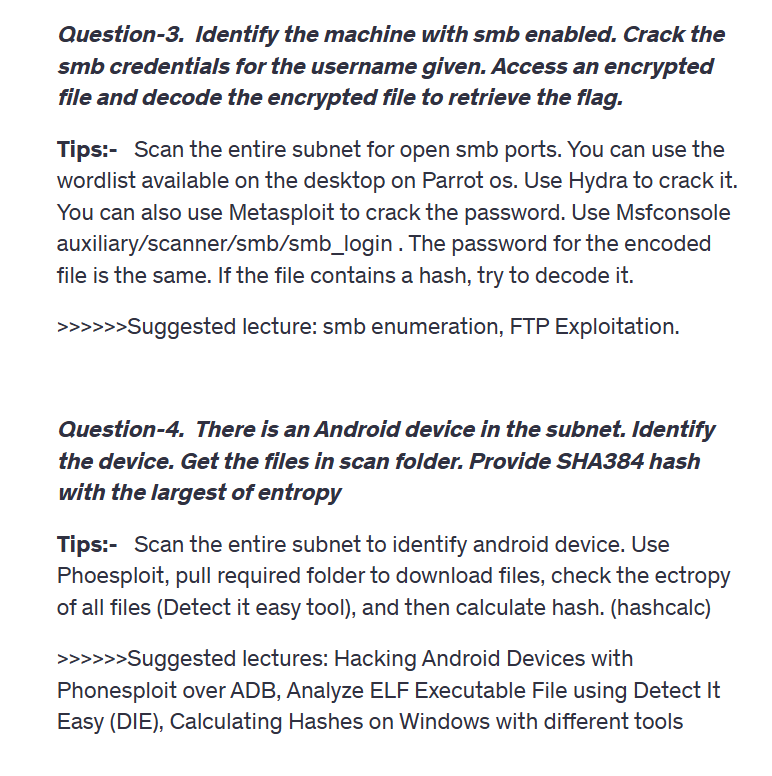 Question-3.  Identify the machine with smb enabled. Crack the
smb credentials for the username given. Access an encrypted
file and decode the encrypted file to retrieve the flag.
Tips:-   Scan the entire subnet for open smb ports. You can use the
wordlist available on the desktop on Parrot os. Use Hydra to crack it.
You can also use Metasploit to crack the password. Use Msfconsole
auxiliary/scanner/smb/smb_login . The password for the encoded
file is the same. If the file contains a hash, try to decode it.
>>>>>>Suggested lecture: smb enumeration, FTP Exploitation.
Question-4.  There is an Android device in the subnet. Identify
the device. Get the files in scan folder. Provide SHA384 hash
with the largest of entropy
Tips:-   Scan the entire subnet to identify android device. Use
Phoesploit, pull required folder to download files, check the ectropy
of all files (Detect it easy tool), and then calculate hash. (hashcalc)
>>>>>>Suggested lectures: Hacking Android Devices with
Phonesploit over ADB, Analyze ELF Executable File using Detect It
Easy (DIE), Calculating Hashes on Windows with different tools